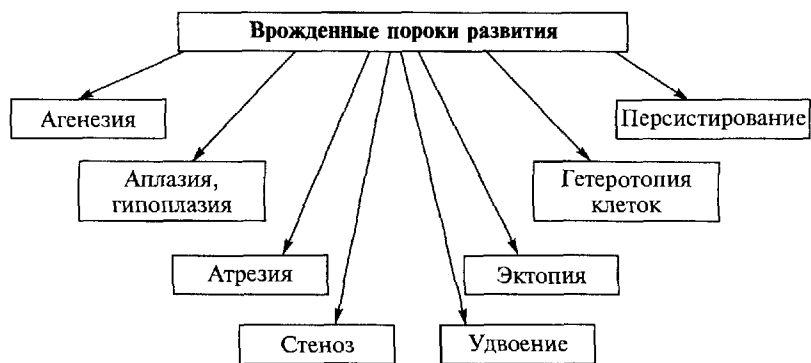 Врожденные пороки развития
Агенезия
Персистирование
Аплазия,
гипоплазия
Гетеротопия
клеток
Атрезия
Эктопия
Стеноз
Удвоение